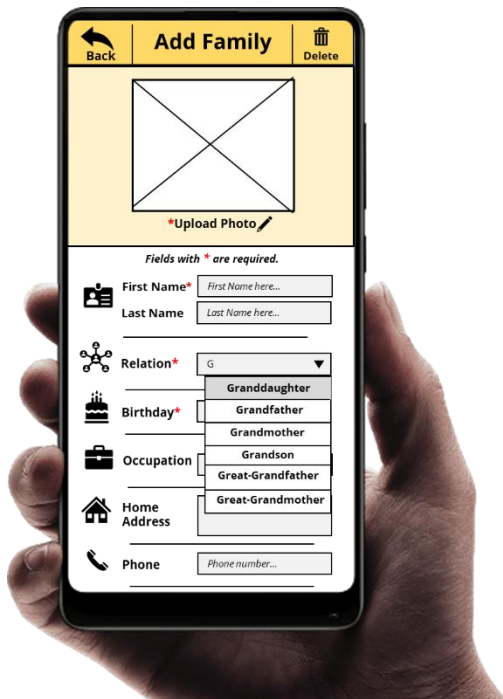 Back
Add Family
Delete
*Upload Photo
Fields with * are required.
First Name* First Name here...
Last Name Last Name here...
Relation* G
Granddaughter
Birthday* Grandfather
Grandmother
Occupation Grandson
Great-Grandfather
Home Great-Grandmother
Address
Phone Phone number...